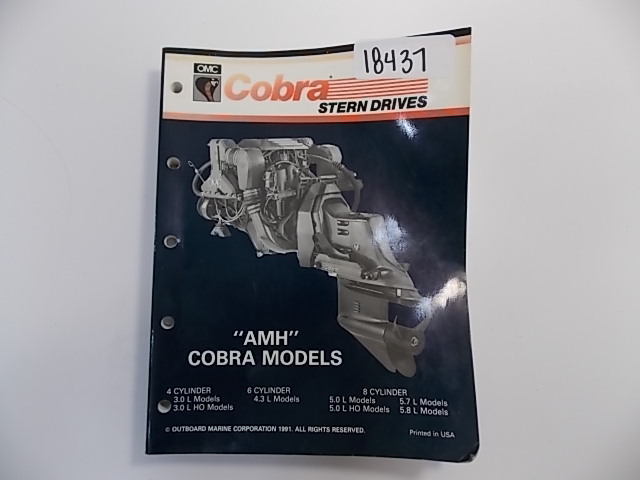 18437
OMC
Cobra
STERN DRIVES
"AMH"
COBRA MODELS
4 CYLINDER 6 CYLINDER 8 CYLINDER
3.0 L Models 4.3 L Models 5.0 L Models 5.7 L Models
3.0 L HO Models 5.0 L HO Models 5.8 L Models
© OUTBOARD MARINE CORPORATION 1991. ALL RIGHTS RESERVED. Printed in USA